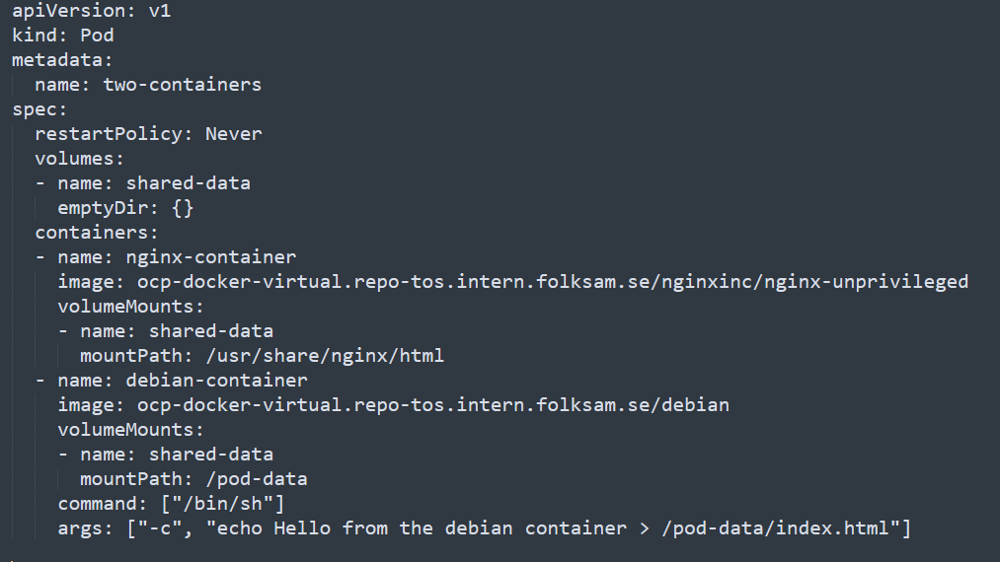 apiVersion: v1
kind: Pod
metadata:
  name: two-containers
spec:
  restartPolicy: Never
  volumes:
  - name: shared-data
    emptyDir: {}
  containers:
  - name: nginx-container
    image: ocp-docker-virtual.repo-tos.intern.folksam.se/nginxinc/nginx-unprivileged
    volumeMounts:
    - name: shared-data
      mountPath: /usr/share/nginx/html
  - name: debian-container
    image: ocp-docker-virtual.repo-tos.intern.folksam.se/debian
    volumeMounts:
    - name: shared-data
      mountPath: /pod-data
    command: ["/bin/sh"]
    args: ["-c", "echo Hello from the debian container > /pod-data/index.html"]